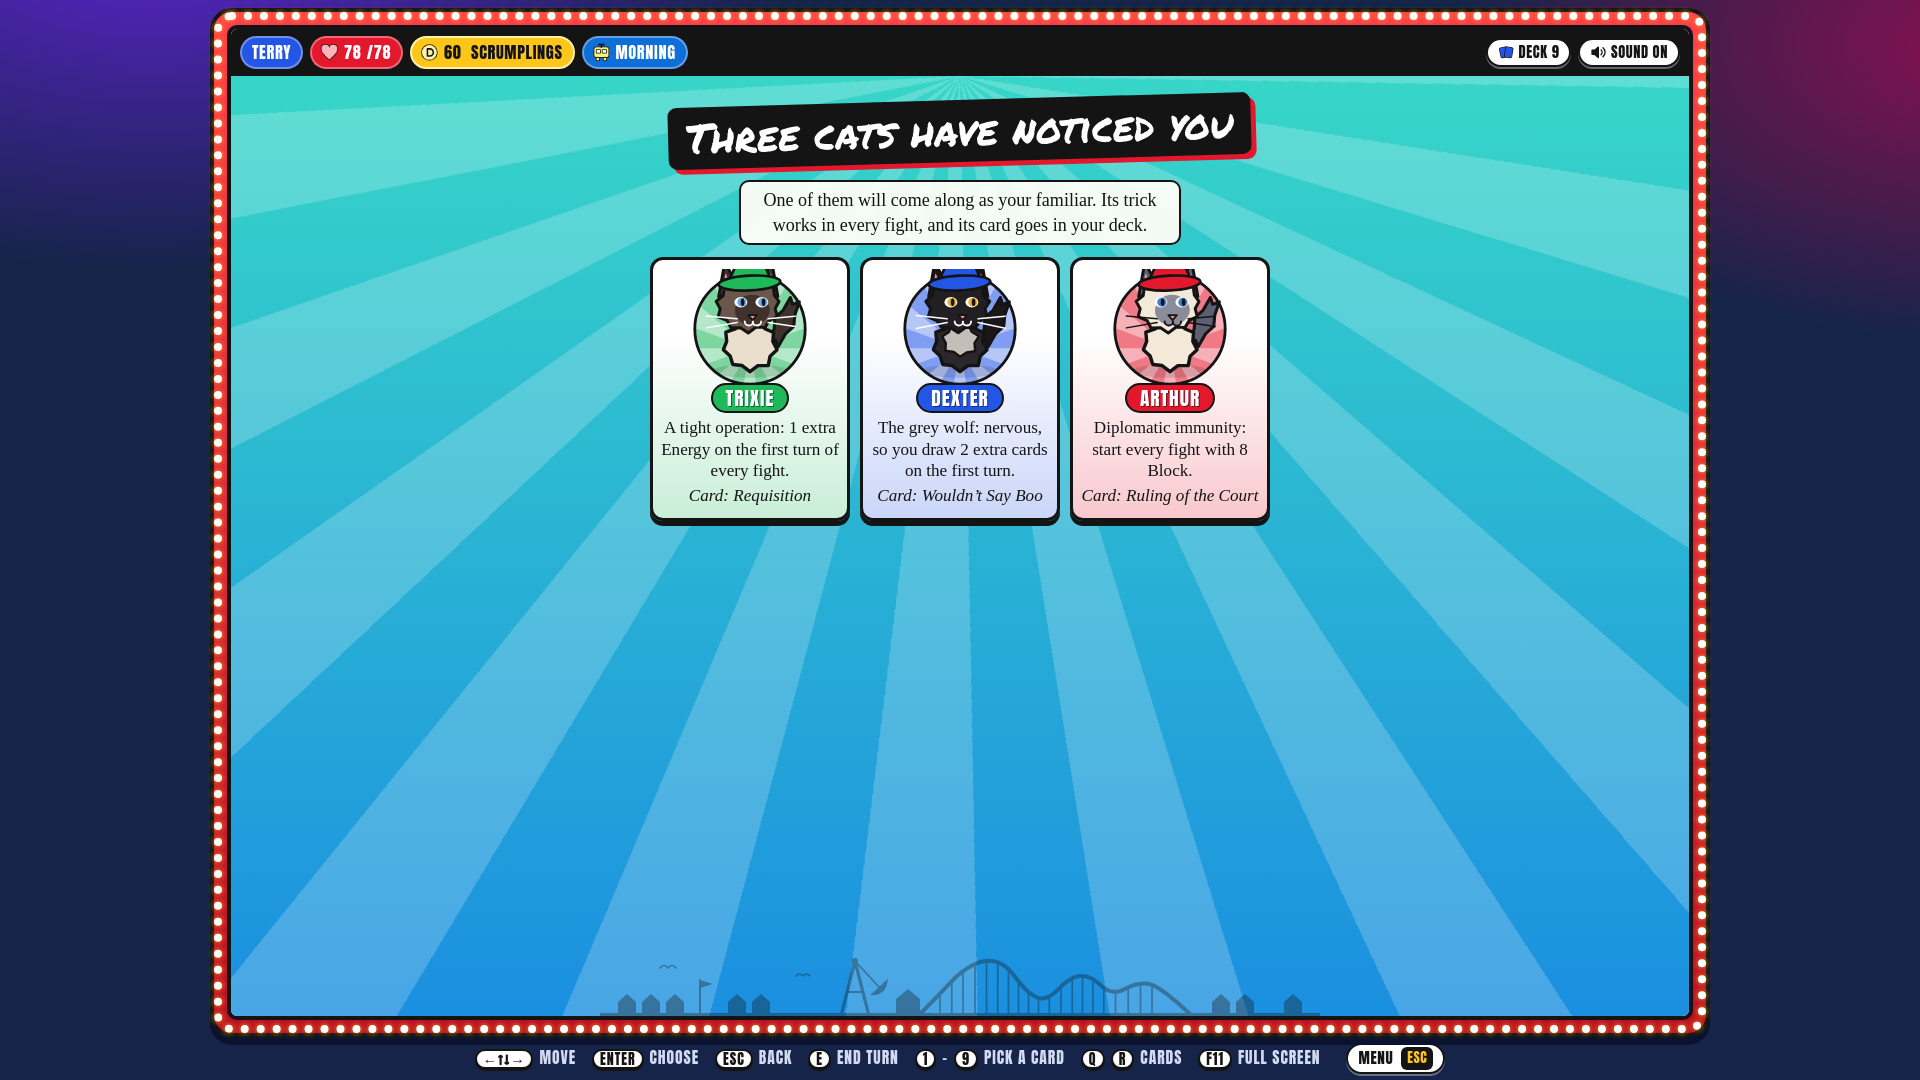 TERRY
78 /78
D 60 SCRUMPLINGS
MORNING
DECK 9
SOUND ON
THREE CATS HAVE NOTICED YOU
One of them will come along as your familiar. Its trick
works in every fight, and its card goes in your deck.
TRIXIE
A tight operation: 1 extra
Energy on the first turn of
every fight.
Card: Requisition
DEXTER
The grey wolf: nervous,
so you draw 2 extra cards
on the first turn.
Card: Wouldn’t Say Boo
ARTHUR
Diplomatic immunity:
start every fight with 8
Block.
Card: Ruling of the Court
←↑↓→ MOVE ENTER CHOOSE ESC BACK E END TURN 1 - 9 PICK A CARD Q R CARDS F11 FULL SCREEN MENU ESC